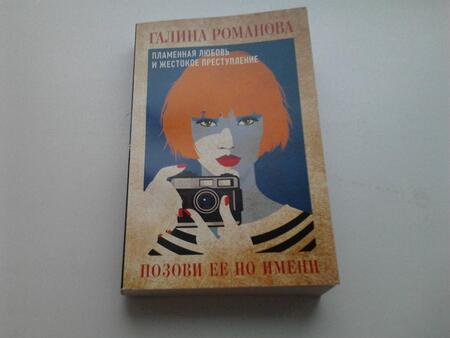 ГАЛИНА РОМАНОВА
ПЛАМЕННАЯ ЛЮБОВЬ
И ЖЕСТОКОЕ ПРЕСТУПЛЕНИЕ
ПОЗОВИ ЕЕ ПО ИМЕНИ